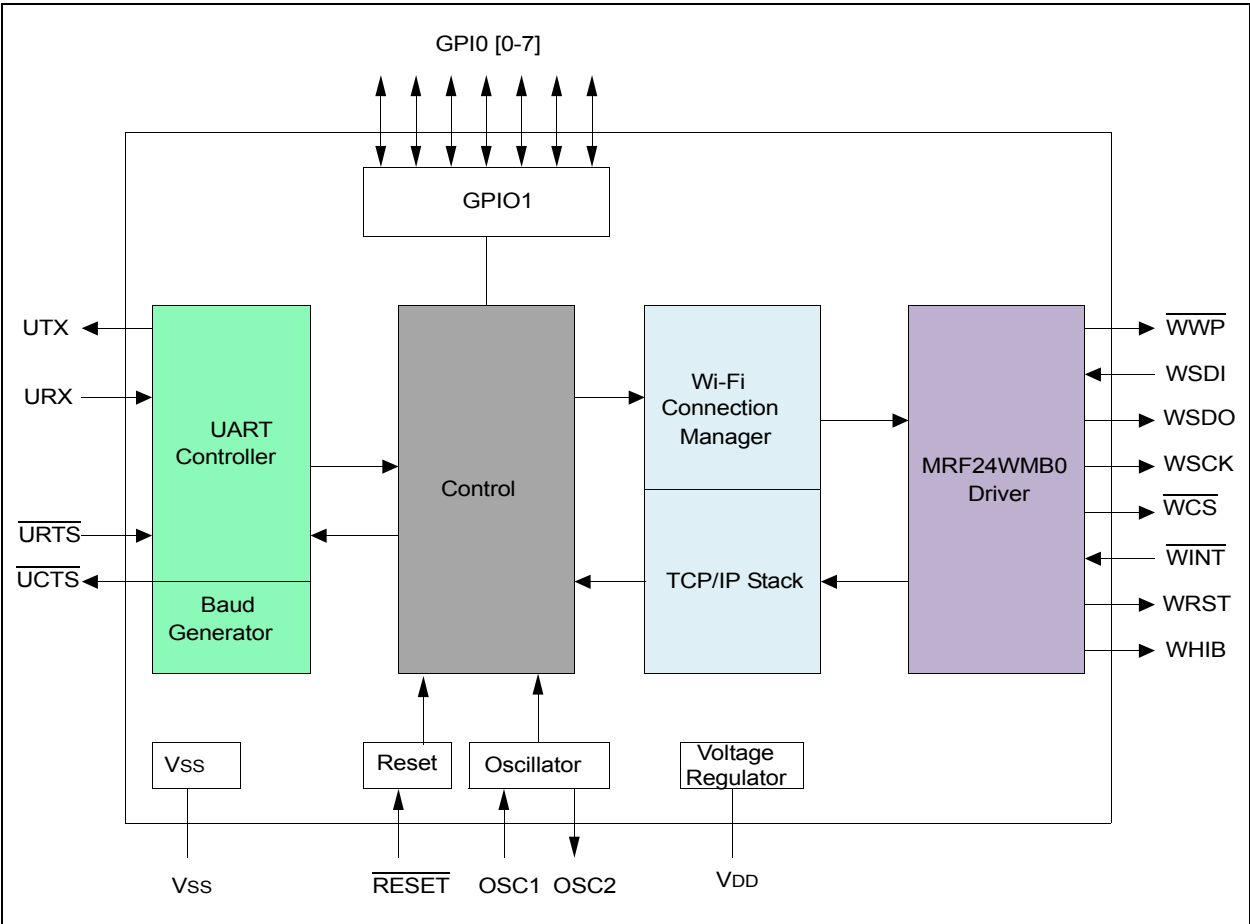 GPI0 [0-7]
GPIO1
UTX
URX
URTS
UCTS
UART
Controller
Baud
Generator
Control
Wi-Fi
Connection
Manager
TCP/IP Stack
MRF24WMB0
Driver
WWP
WSDI
WSDO
WSCK
WCS
WINT
WRST
WHIB
VSS
Reset
Oscillator
Voltage
Regulator
VSS
RESET
OSC1
OSC2
VDD